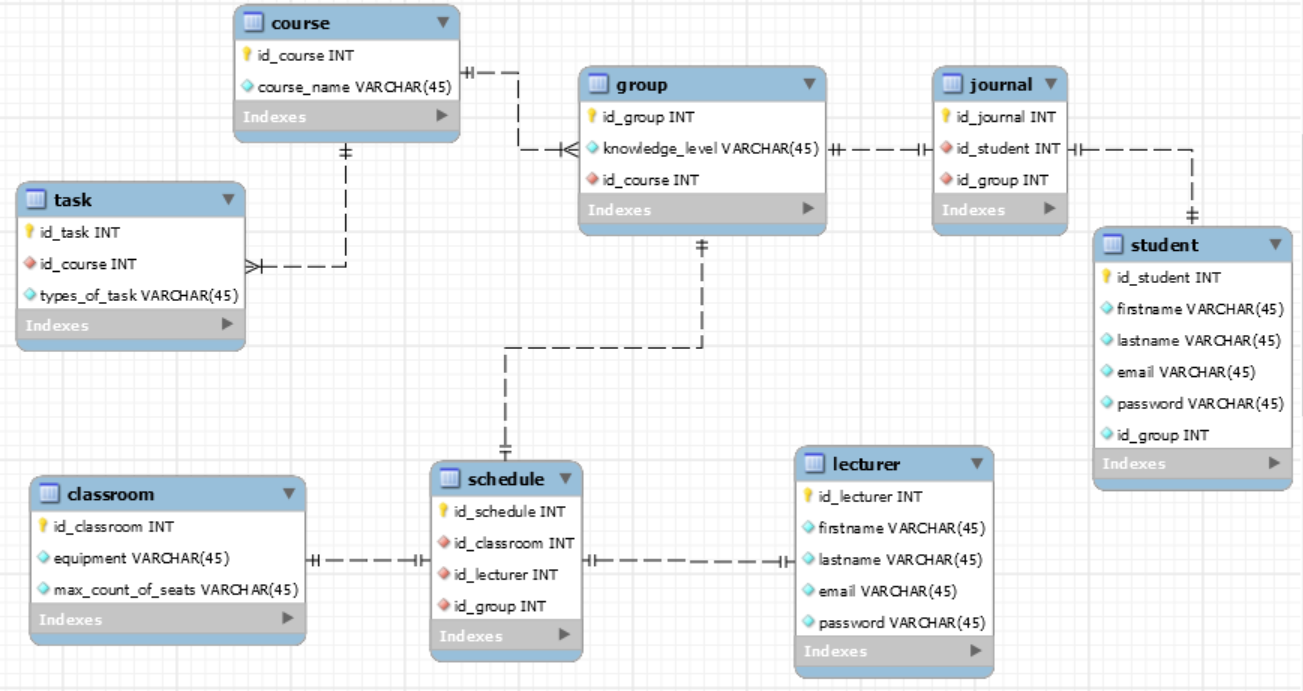 course
id_course INT
course_name VARCHAR(45)
Indexes
group
id_group INT
knowledge_level VARCHAR(45)
id_course INT
Indexes
journal
id_journal INT
id_student INT
id_group INT
Indexes
task
id_task INT
id_course INT
types_of_task VARCHAR(45)
Indexes
student
id_student INT
firstname VARCHAR(45)
lastname VARCHAR(45)
email VARCHAR(45)
password VARCHAR(45)
id_group INT
Indexes
classroom
id_classroom INT
equipment VARCHAR(45)
max_count_of_seats VARCHAR(45)
Indexes
schedule
id_schedule INT
id_classroom INT
id_lecturer INT
id_group INT
Indexes
lecturer
id_lecturer INT
firstname VARCHAR(45)
lastname VARCHAR(45)
email VARCHAR(45)
password VARCHAR(45)
Indexes